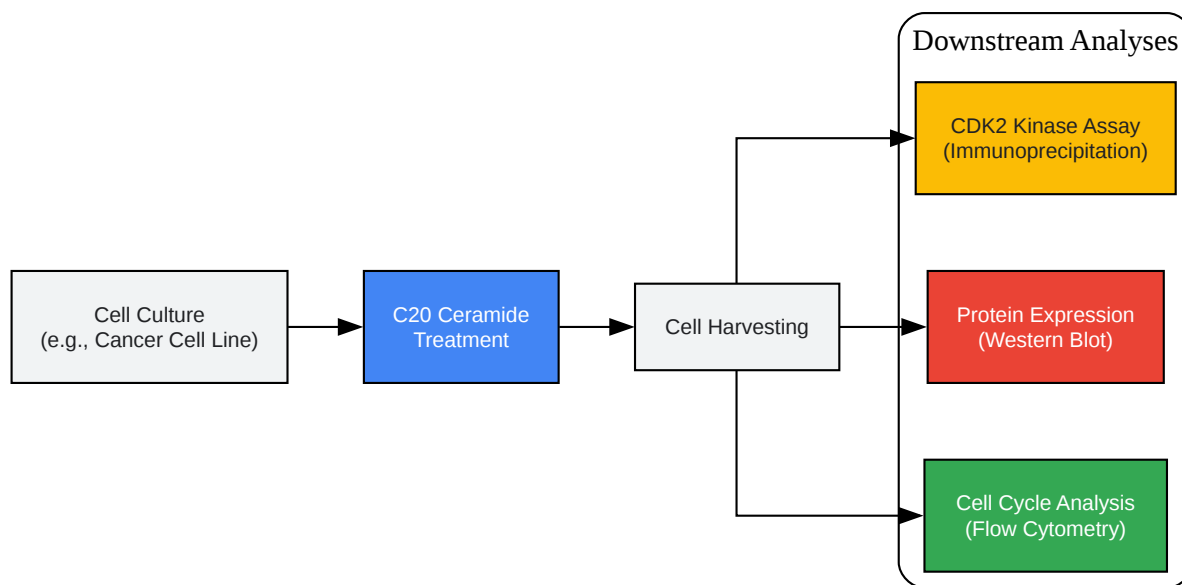 Downstream Analyses
CDK2 Kinase Assay
(Immunoprecipitation)
Cell Culture
(e.g., Cancer Cell Line)
C20 Ceramide
Treatment
Cell Harvesting
Protein Expression
(Western Blot)
Cell Cycle Analysis
(Flow Cytometry)